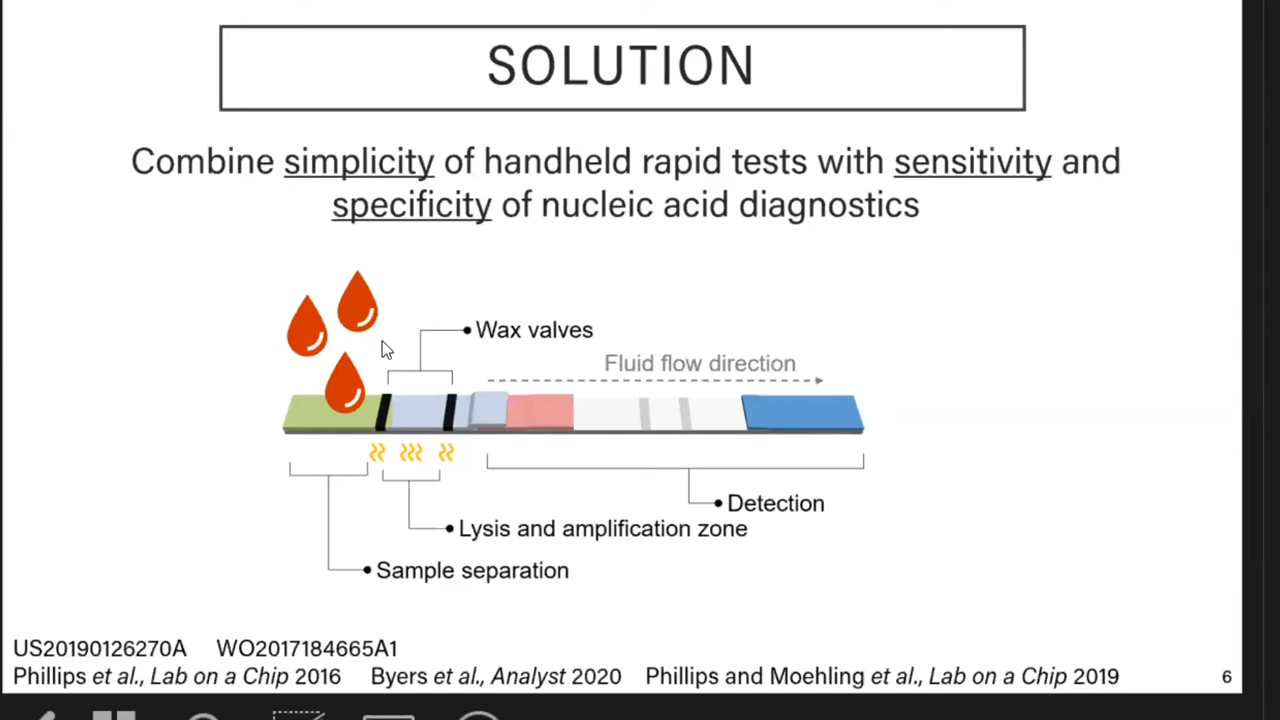 SOLUTION
Combine simplicity of handheld rapid tests with sensitivity and
specificity of nucleic acid diagnostics
Wax valves
Fluid flow direction
Detection
Lysis and amplification zone
Sample separation
US20190126270A WO2017184665A1
Phillips et al., Lab on a Chip 2016 Byers et al., Analyst 2020 Phillips and Moehling et al., Lab on a Chip 2019
6